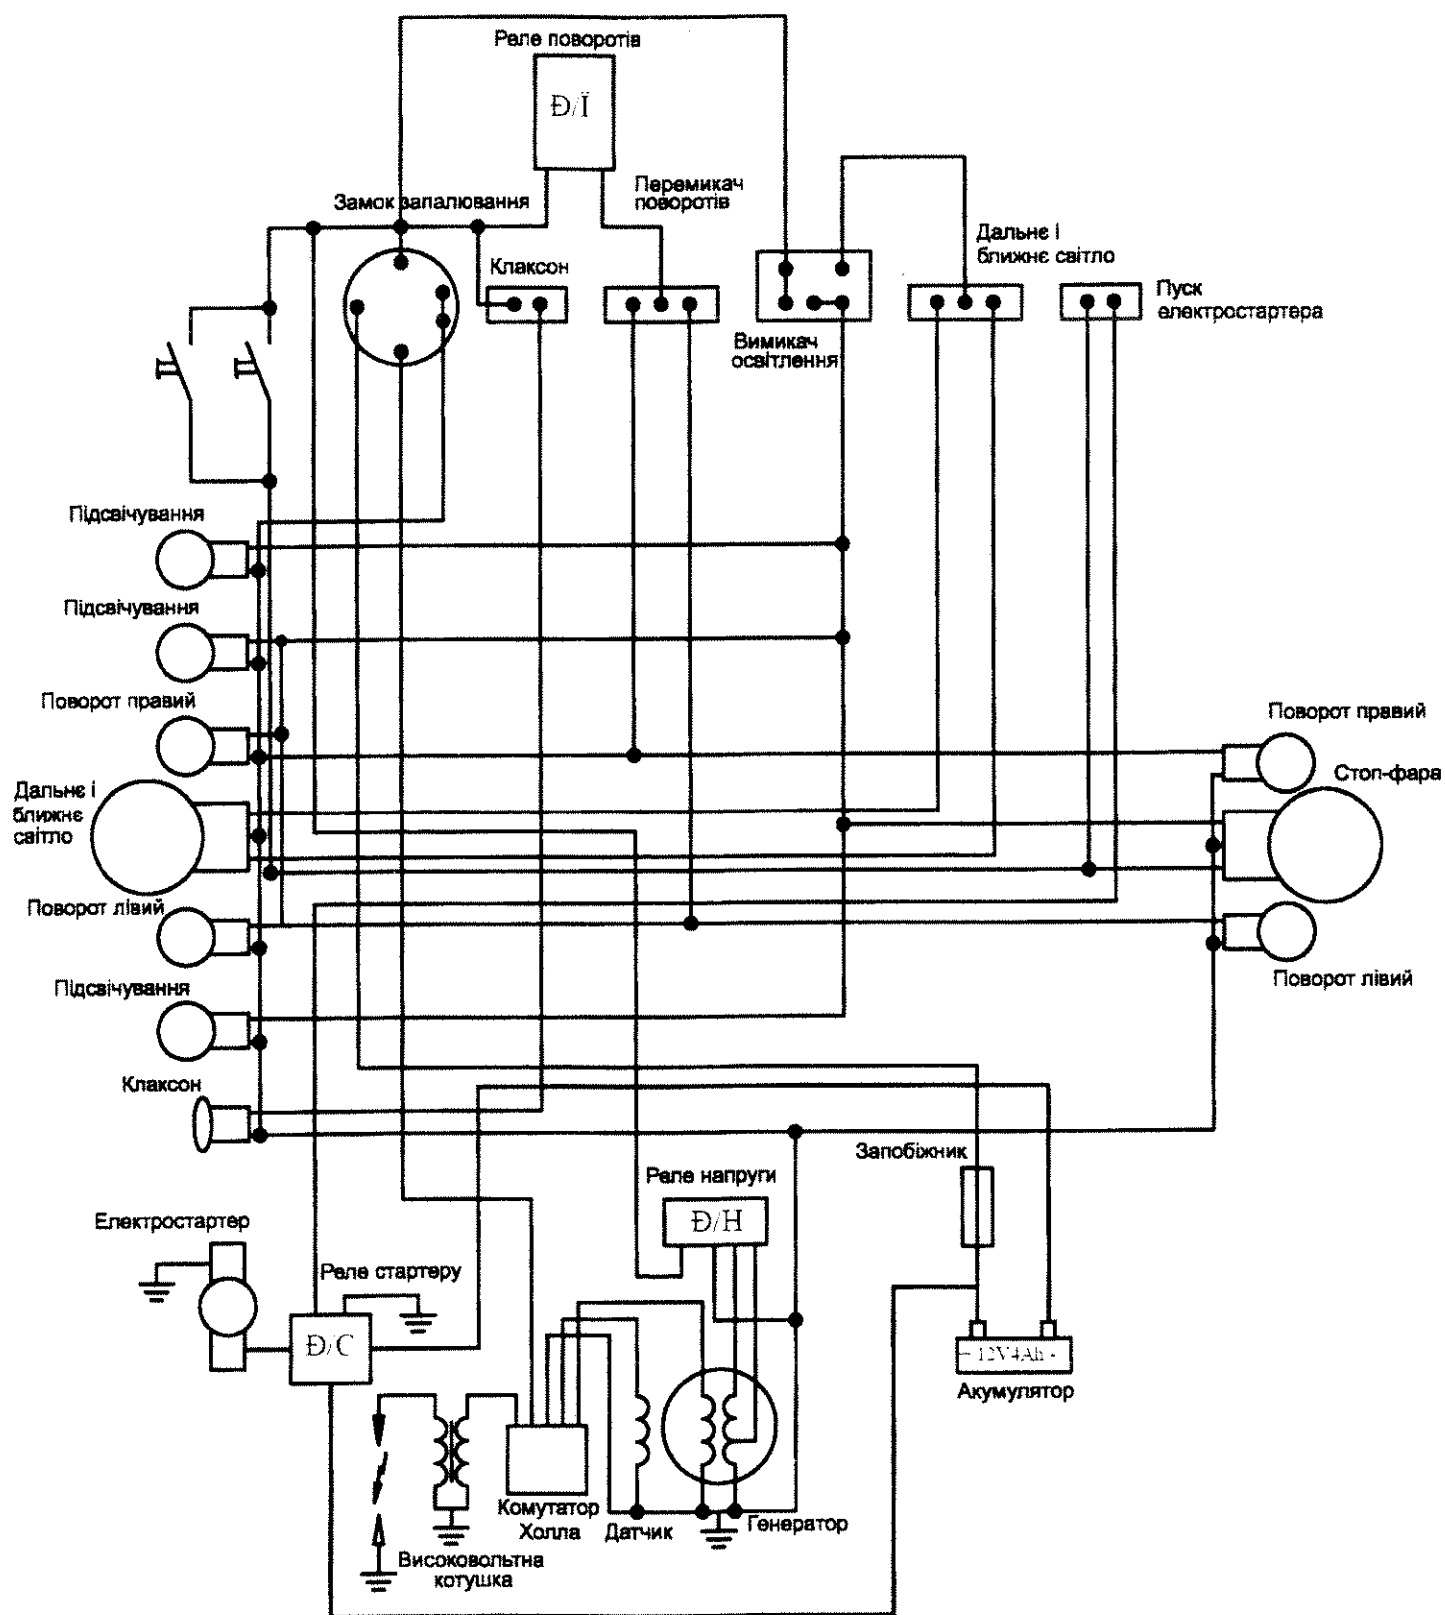 Реле поворотів
Đ/Ï
Замок запалювання
Перемикач
поворотів
Клаксон
Дальнє і
ближнє світло
Пуск
електростартера
Вимикач
освітлення
Підсвічування
Підсвічування
Поворот правий
Поворот правий
Стоп-фара
Дальнє і
ближнє
світло
Поворот лівий
Поворот лівий
Підсвічування
Клаксон
Запобіжник
Реле напруги
Đ/Н
Електростартер
Реле стартеру
Đ/С
+ 12V4Ah -
Акумулятор
Комутатор
Холла
Датчик
Генератор
Високовольтна
котушка